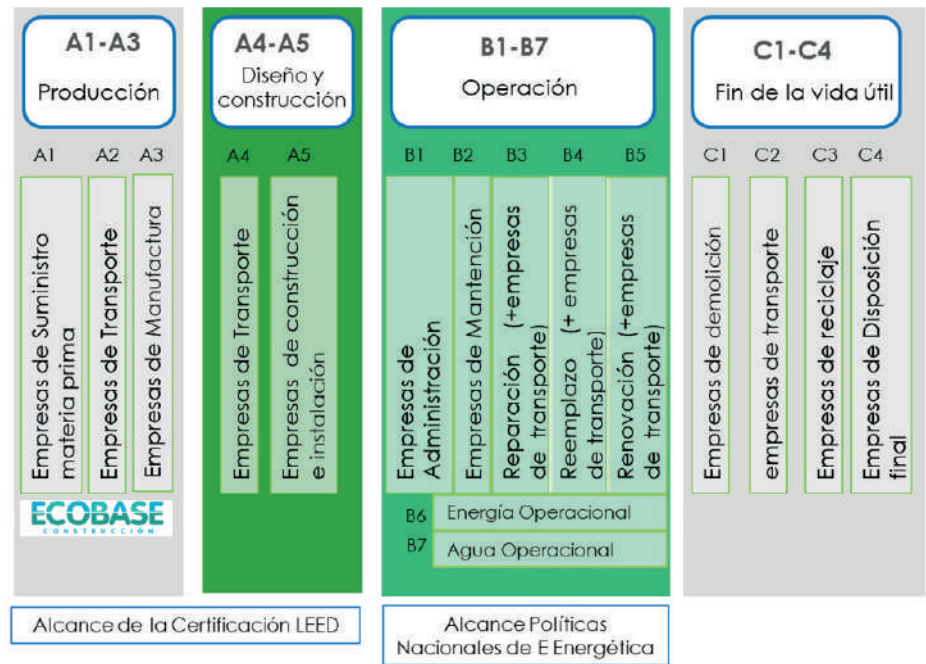 A1-A3
Producción
A4-A5
Diseño y
construcción
B1-B7
Operación
C1-C4
Fin de la vida útil
A1
A2
A3
A4
A5
B1
B2
B3
B4
B5
C1
C2
C3
C4
Empresas de Suministro
materia prima
Empresas de Transporte
Empresas de Manufactura
Empresas de Transporte
Empresas de construcción
e instalación
Empresas de
Administración
Empresas de Mantención
Reparación (+empresas
de transporte)
Reemplazo (+ empresas
de transporte)
Renovación (+empresas
de transporte)
Empresas de demolición
empresas de transporte
Empresas de reciclaje
Empresas de Disposición
final
ECOBASE
CONSTRUCCIÓN
B6
Energía Operacional
B7
Agua Operacional
Alcance de la Certificación LEED
Alcance Políticas
Nacionales de E Energética